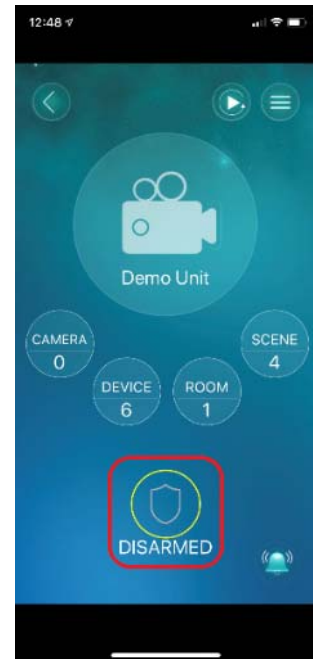 12:48
Demo Unit
CAMERA
0
DEVICE
6
ROOM
1
SCENE
4
DISARMED